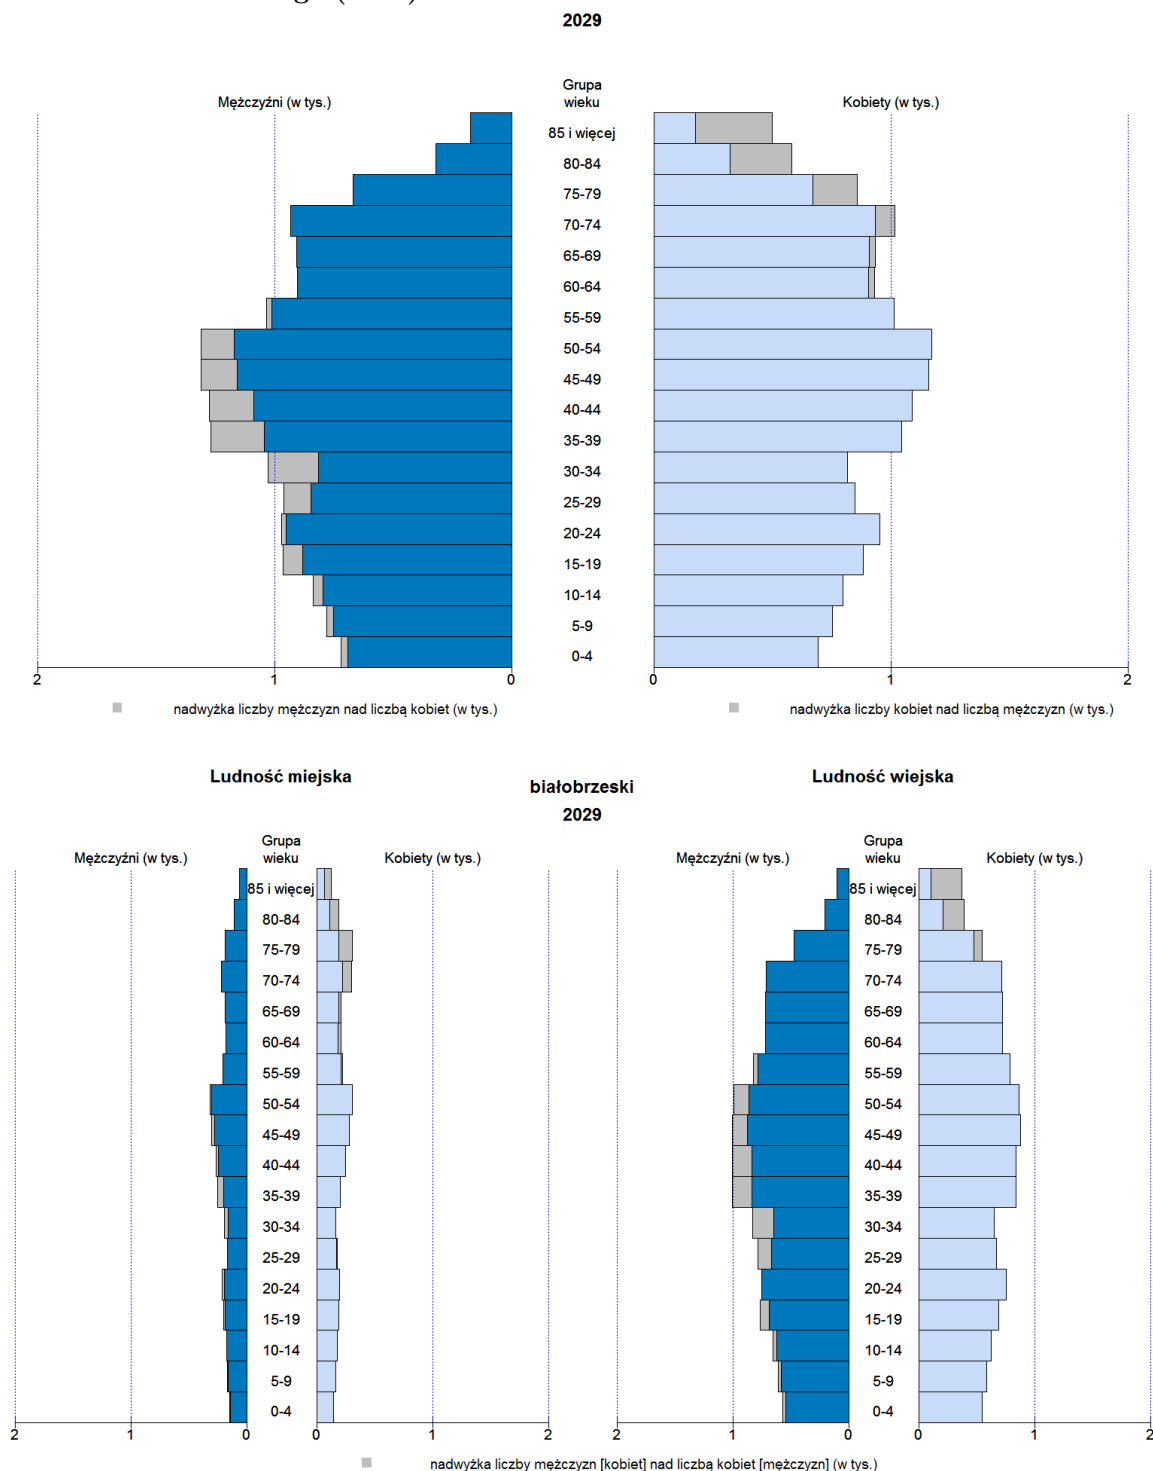 2029
Grupa
wieku
Mężczyźni (w tys.)
Kobiety (w tys.)
85 i więcej
80-84
75-79
70-74
65-69
60-64
55-59
50-54
45-49
40-44
35-39
30-34
25-29
20-24
15-19
10-14
5-9
0-4
2 1 0 0 1 2
nadwyżka liczby mężczyzn nad liczbą kobiet (w tys.)
nadwyżka liczby kobiet nad liczbą mężczyzn (w tys.)
Ludność miejska
białobrzeski
Ludność wiejska
2029
Grupa
wieku
Mężczyźni (w tys.)
Kobiety (w tys.)
85 i więcej
80-84
75-79
70-74
65-69
60-64
55-59
50-54
45-49
40-44
35-39
30-34
25-29
20-24
15-19
10-14
5-9
0-4
2 1 0 0 1 2
Grupa
wieku
Mężczyźni (w tys.)
Kobiety (w tys.)
85 i więcej
80-84
75-79
70-74
65-69
60-64
55-59
50-54
45-49
40-44
35-39
30-34
25-29
20-24
15-19
10-14
5-9
0-4
2 1 0 0 1 2
nadwyżka liczby mężczyzn [kobiet] nad liczbą kobiet [mężczyzn] (w tys.)